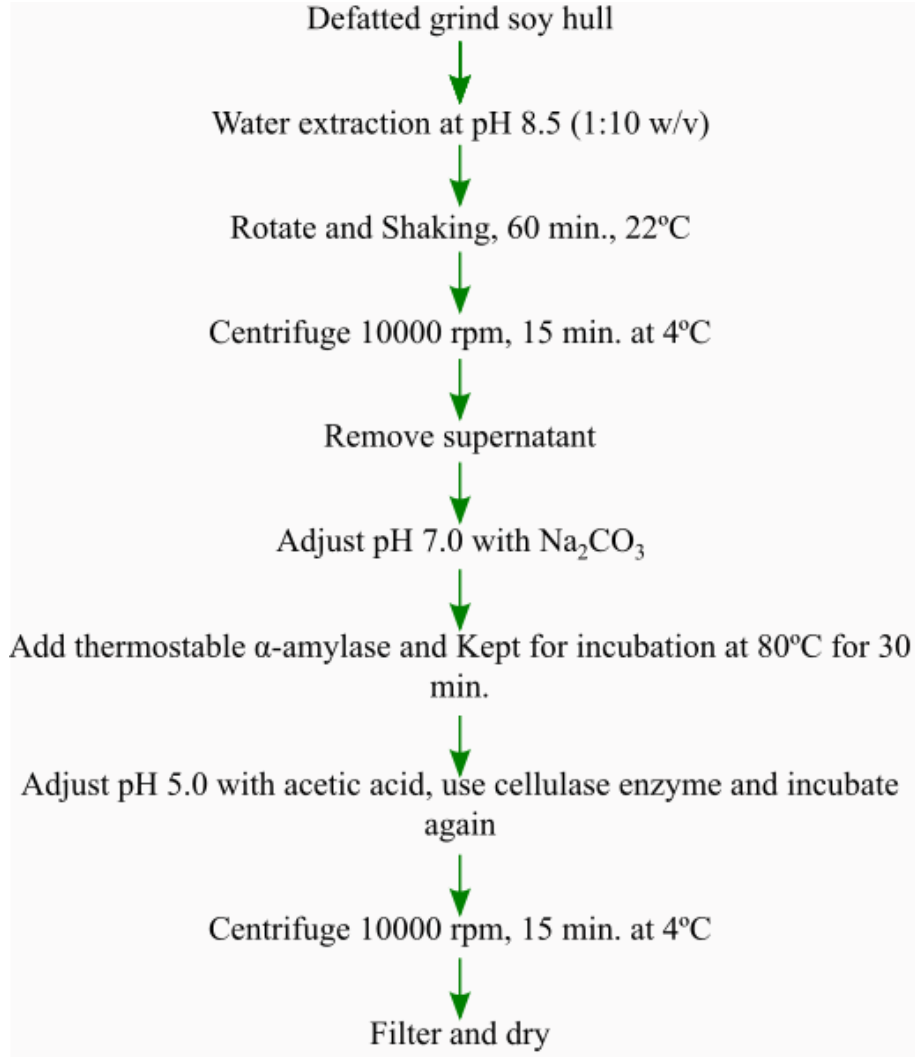 Defatted grind soy hull
Water extraction at pH 8.5 (1:10 w/v)
Rotate and Shaking, 60 min., 22ºC
Centrifuge 10000 rpm, 15 min. at 4ºC
Remove supernatant
Adjust pH 7.0 with Na₂CO₃
Add thermostable α-amylase and Kept for incubation at 80ºC for 30
min.
Adjust pH 5.0 with acetic acid, use cellulase enzyme and incubate
again
Centrifuge 10000 rpm, 15 min. at 4ºC
Filter and dry